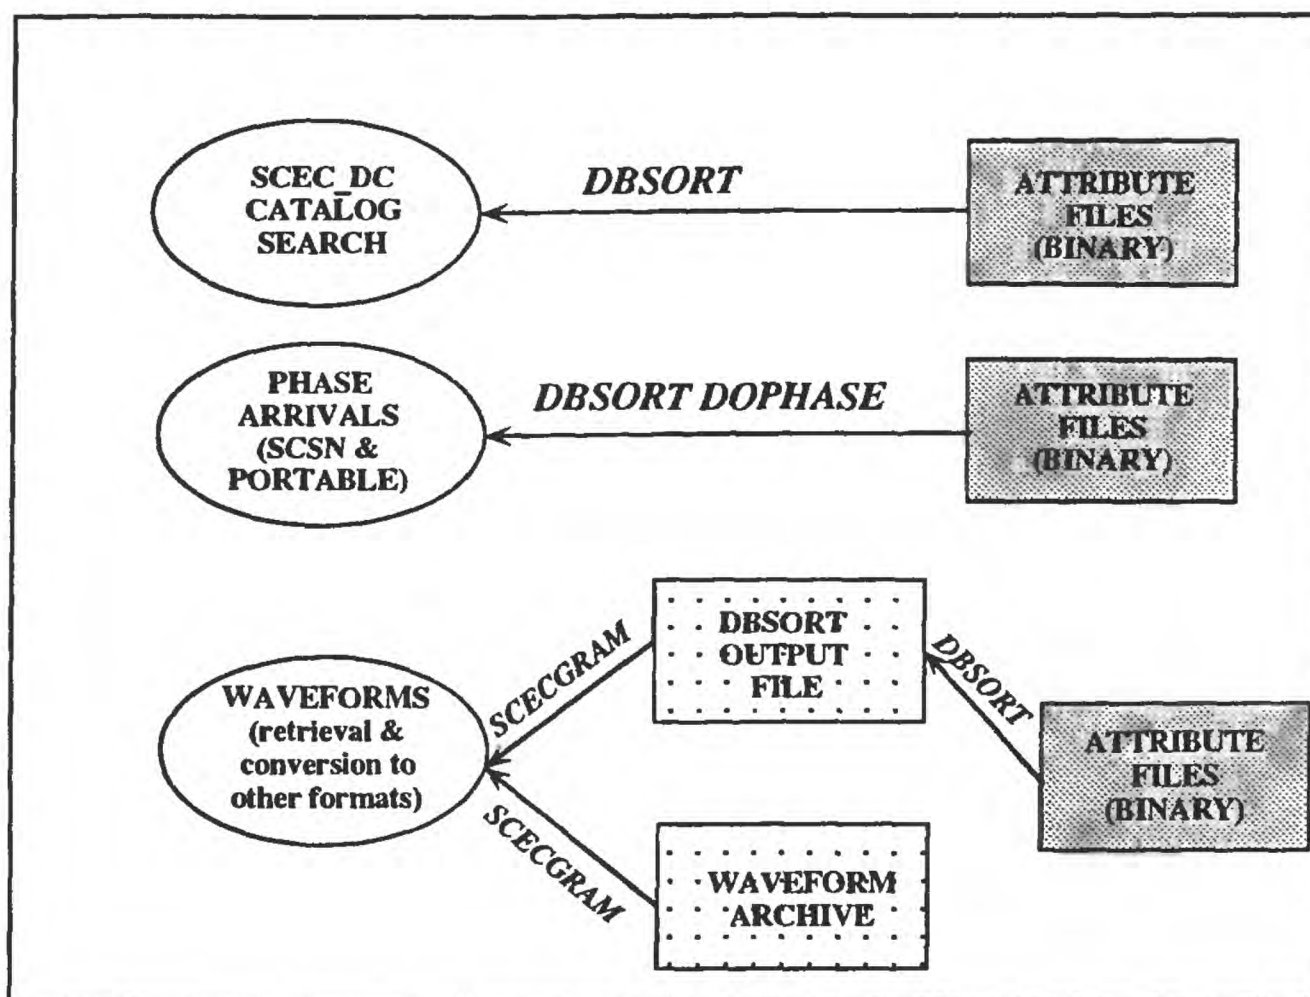 SCEC_DC
CATALOG
SEARCH
DBSORT
ATTRIBUTE
FILES
(BINARY)
PHASE
ARRIVALS
(SCSN &
PORTABLE)
DBSORT DOPHASE
ATTRIBUTE
FILES
(BINARY)
WAVEFORMS
(retrieval &
conversion to
other formats)
SCECGRAM
DBSORT
OUTPUT
FILE
DBSORT
ATTRIBUTE
FILES
(BINARY)
SCECGRAM
WAVEFORM
ARCHIVE